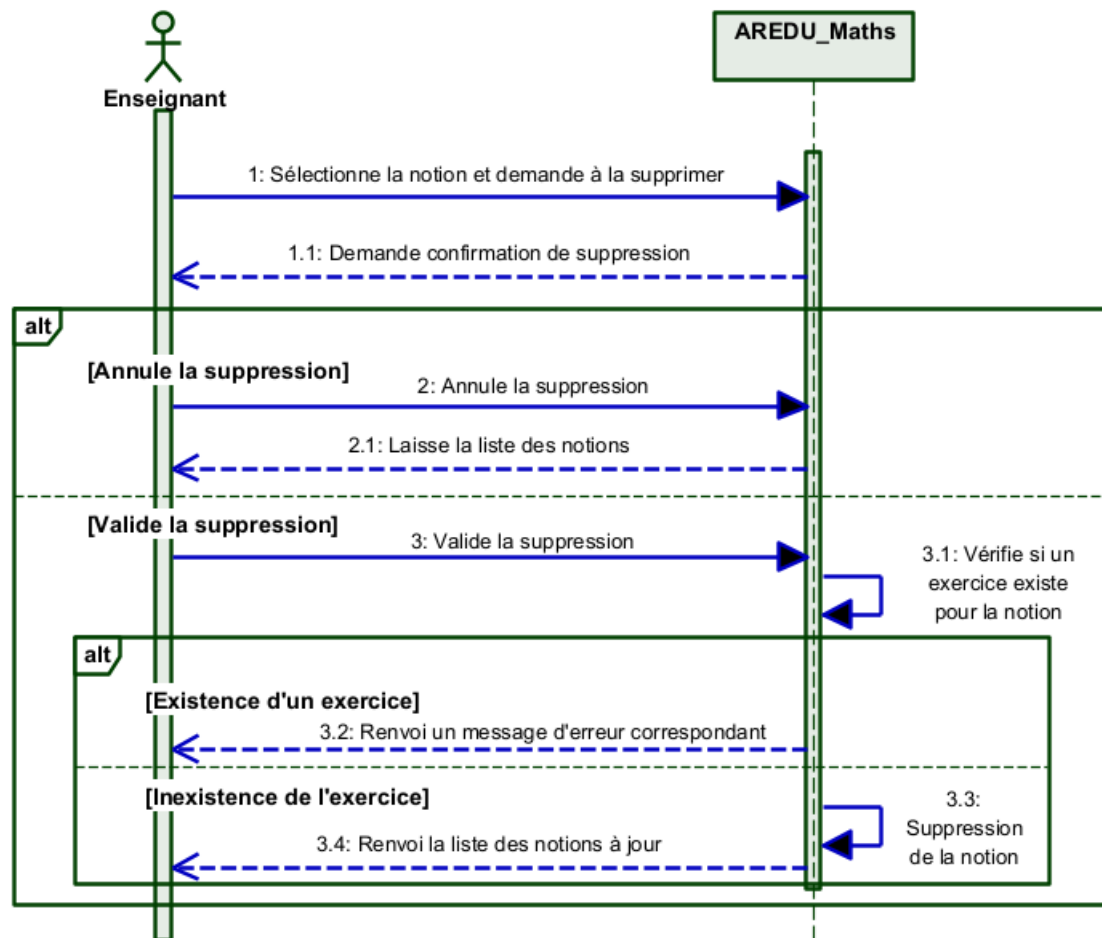 AREDU_Maths
Enseignant
1: Sélectionne la notion et demande à la supprimer
1.1: Demande confirmation de suppression
alt
[Annule la suppression]
2: Annule la suppression
2.1: Laisse la liste des notions
[Valide la suppression]
3: Valide la suppression
3.1: Vérifie si un
exercice existe
pour la notion
alt
[Existence d'un exercice]
3.2: Renvoi un message d'erreur correspondant
[Inexistence de l'exercice]
3.3:
Suppression
de la notion
3.4: Renvoi la liste des notions à jour